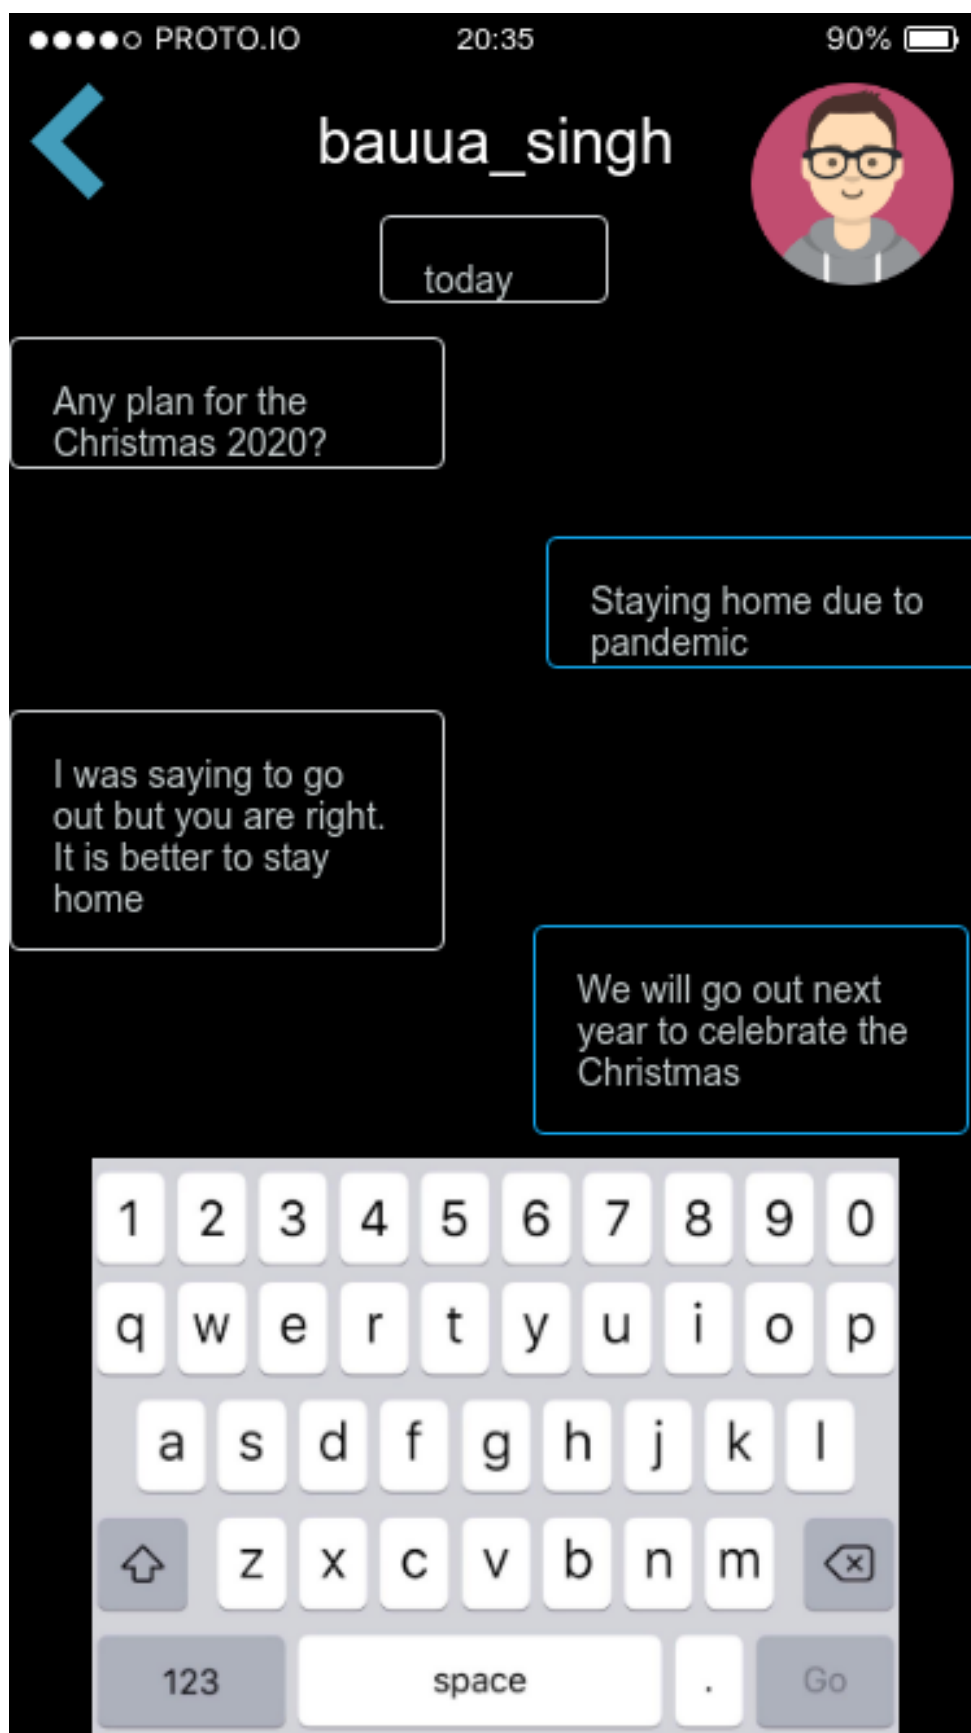 PROTO.IO 20:35 90%
bauua_singh
today
Any plan for the
Christmas 2020?
Staying home due to
pandemic
I was saying to go
out but you are right.
It is better to stay
home
We will go out next
year to celebrate the
Christmas
1 2 3 4 5 6 7 8 9 0
q w e r t y u i o p
a s d f g h j k l
z x c v b n m
123 space . Go